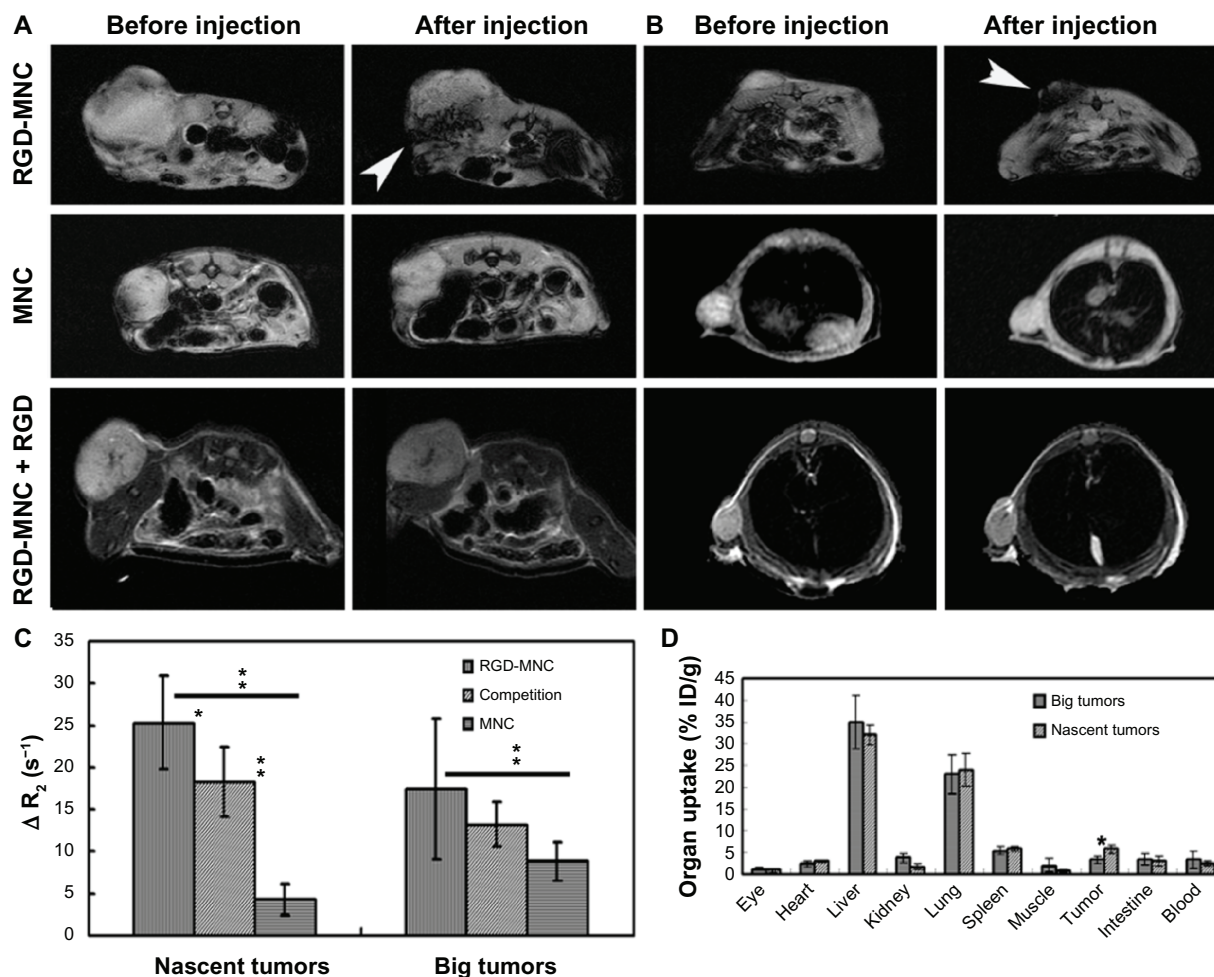 A
Before injection
After injection
B
Before injection
After injection
RGD-MNC
MNC
RGD-MNC + RGD
C
Δ R₂ (s⁻¹)
35
30
25
20
15
10
5
0
**
*
**
**
RGD-MNC
Competition
MNC
Nascent tumors
Big tumors
D
Organ uptake (% ID/g)
45
40
35
30
25
20
15
10
5
0
Big tumors
Nascent tumors
*
Eye
Heart
Liver
Kidney
Lung
Spleen
Muscle
Tumor
Intestine
Blood